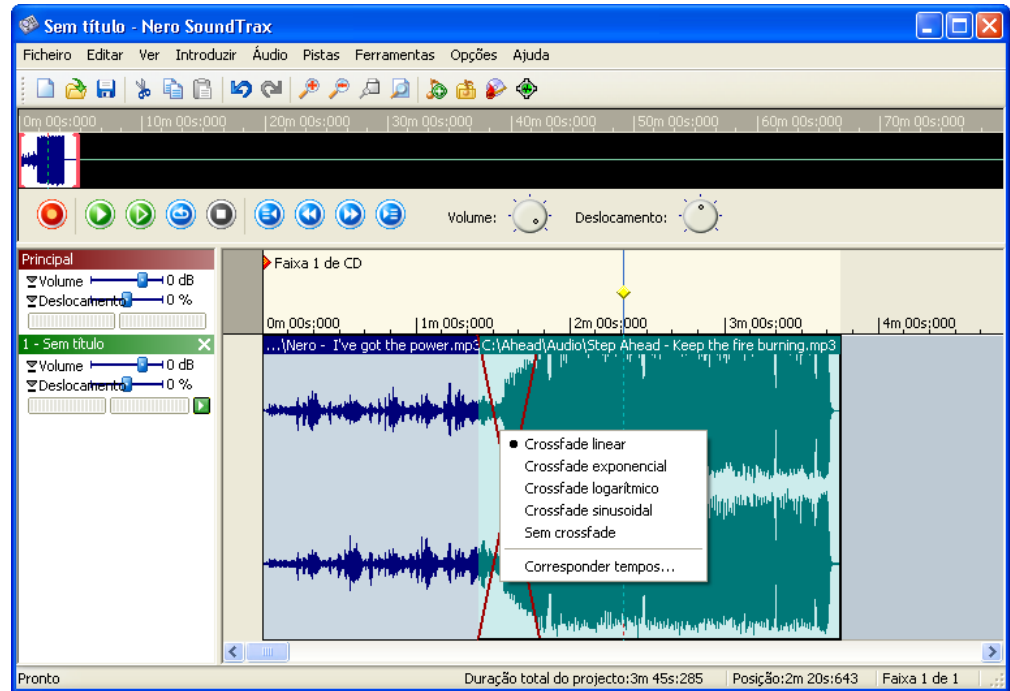 Sem título - Nero SoundTrax
Ficheiro Editar Ver Introduzir Áudio Pistas Ferramentas Opções Ajuda
0m 00s:000 10m 00s:000 20m 00s:000 30m 00s:000 40m 00s:000 50m 00s:000 60m 00s:000 70m 00s:000
Volume: Deslocamento:
Principal
Volume 0 dB
Deslocamento 0 %
Faixa 1 de CD
0m 00s:000 1m 00s:000 2m 00s:000 3m 00s:000 4m 00s:000
1 - Sem título
Volume 0 dB
Deslocamento 0 %
...\Nero - I've got the power.mp3 C:\Ahead\Audio\Step Ahead - Keep the fire burning.mp3
Crossfade linear
Crossfade exponencial
Crossfade logarítmico
Crossfade sinusoidal
Sem crossfade
Corresponder tempos...
Pronto Duração total do projecto:3m 45s:285 Posição:2m 20s:643 Faixa 1 de 1